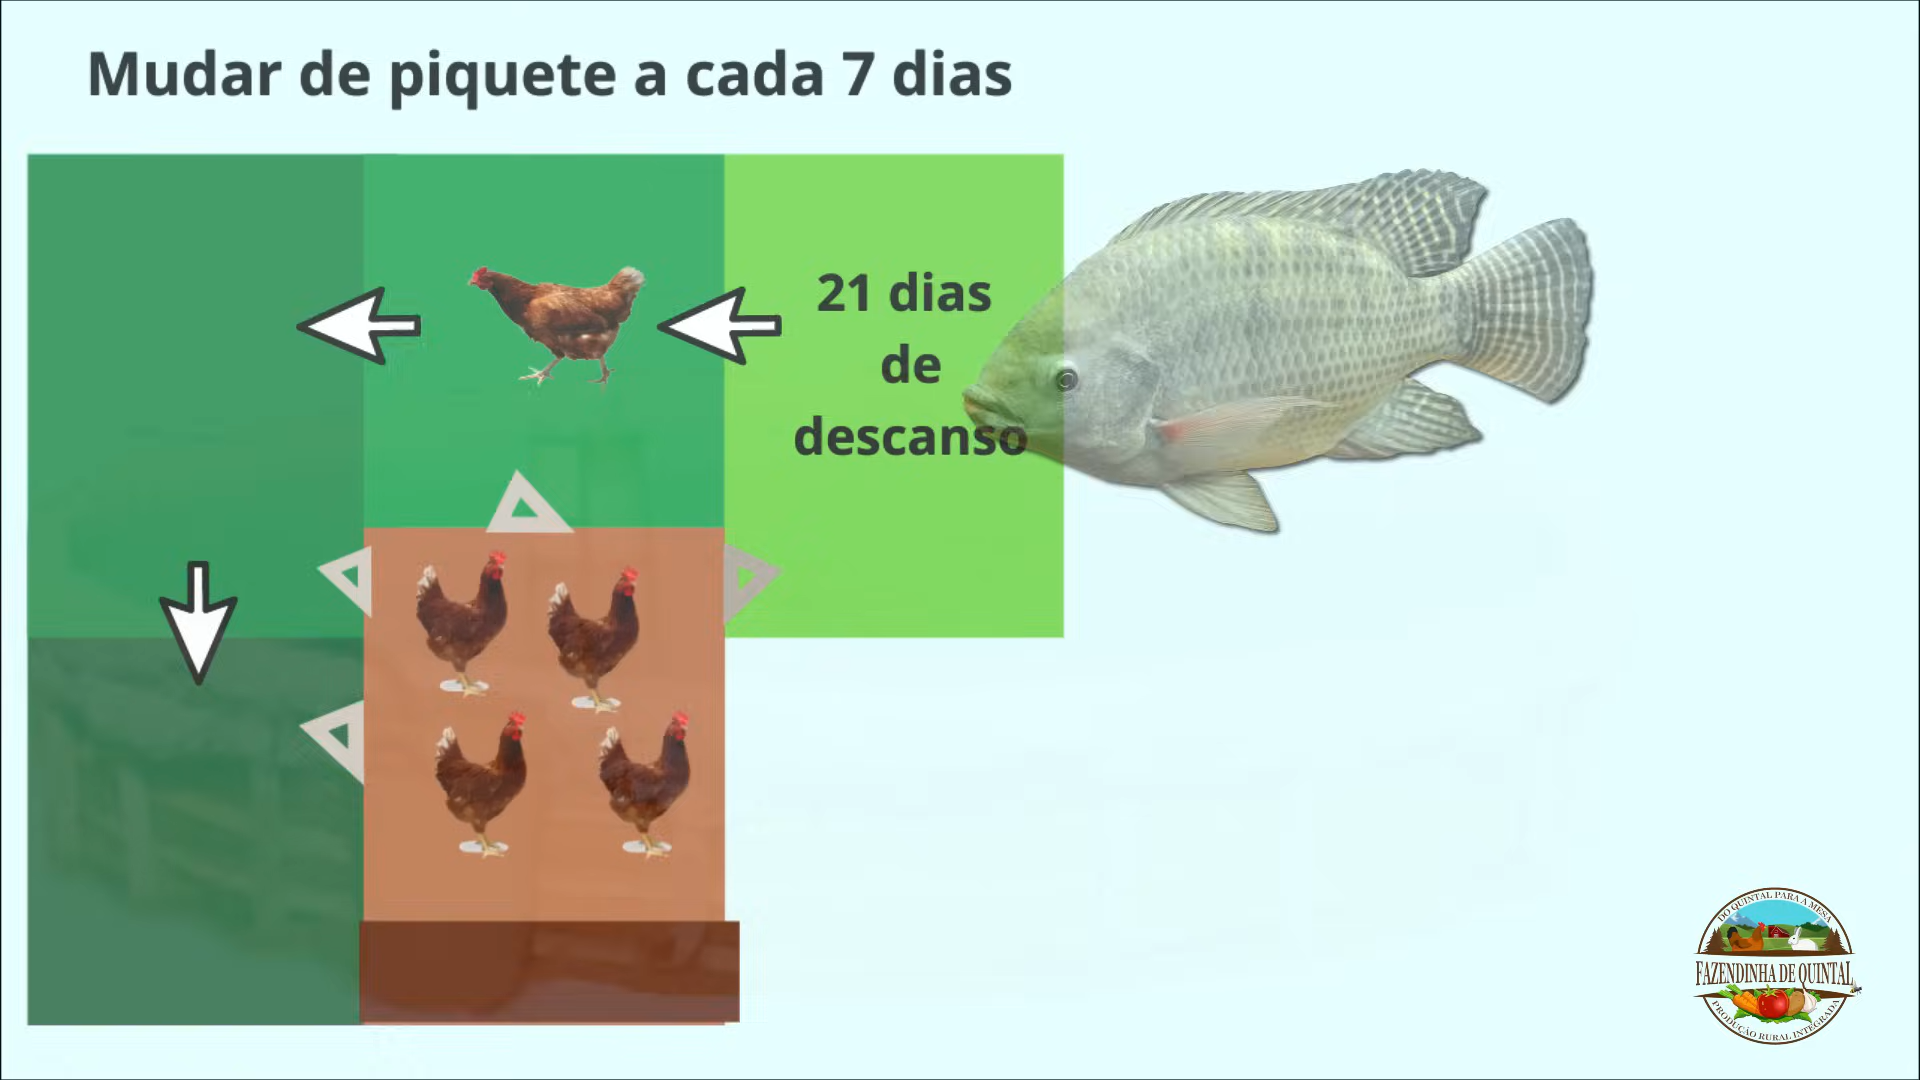 Mudar de piquete a cada 7 dias
21 dias
de
descanso
DO QUINTAL PARA A MESA
FAZENDINHA DE QUINTAL
PRODUÇÃO RURAL INTEGRADA